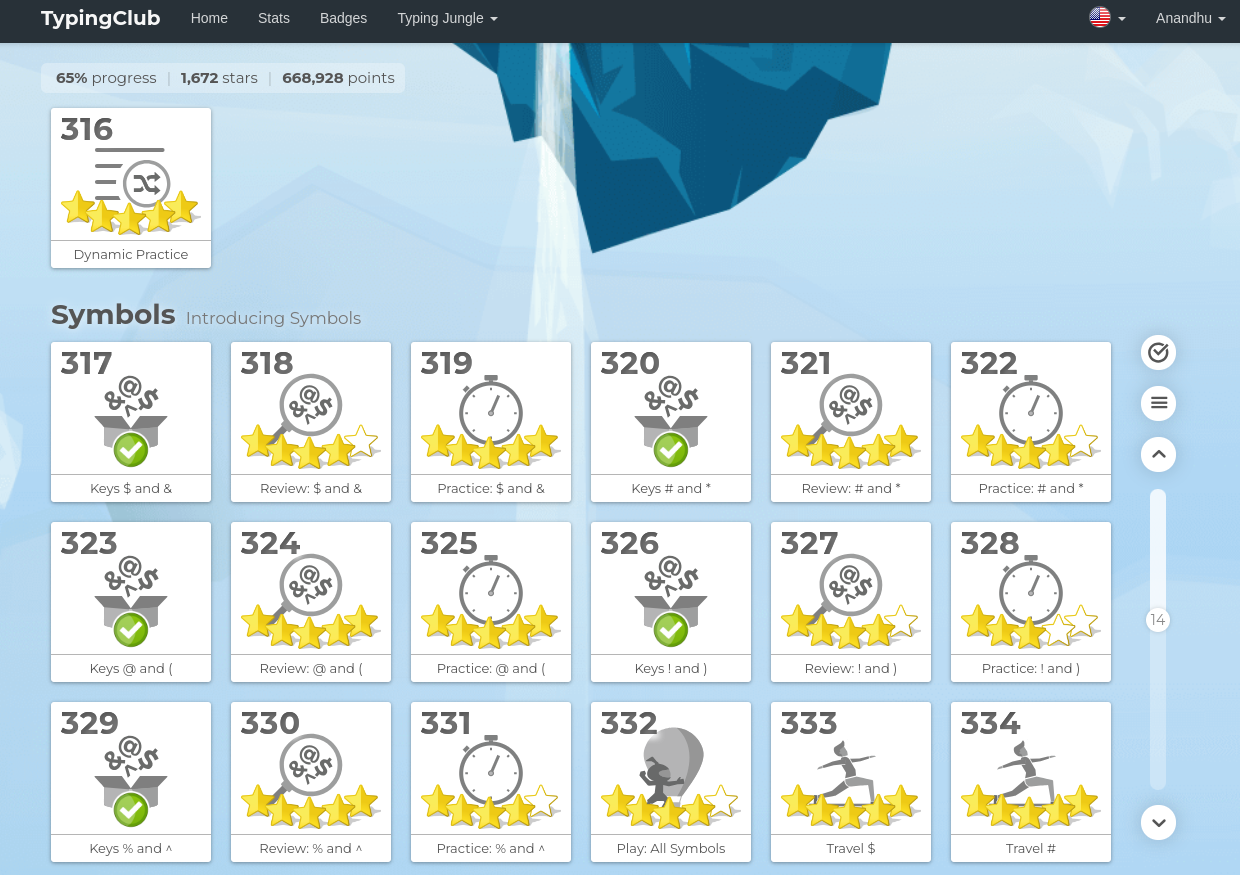 TypingClub Home Stats Badges Typing Jungle Anandhu
65% progress | 1,672 stars | 668,928 points
316
Dynamic Practice
Symbols Introducing Symbols
317 318 319 320 321 322
Keys $ and & Review: $ and & Practice: $ and & Keys # and * Review: # and * Practice: # and *
323 324 325 326 327 328
14
Keys @ and ( Review: @ and ( Practice: @ and ( Keys ! and ) Review: ! and ) Practice: ! and )
329 330 331 332 333 334
Keys % and ^ Review: % and ^ Practice: % and ^ Play: All Symbols Travel $ Travel #